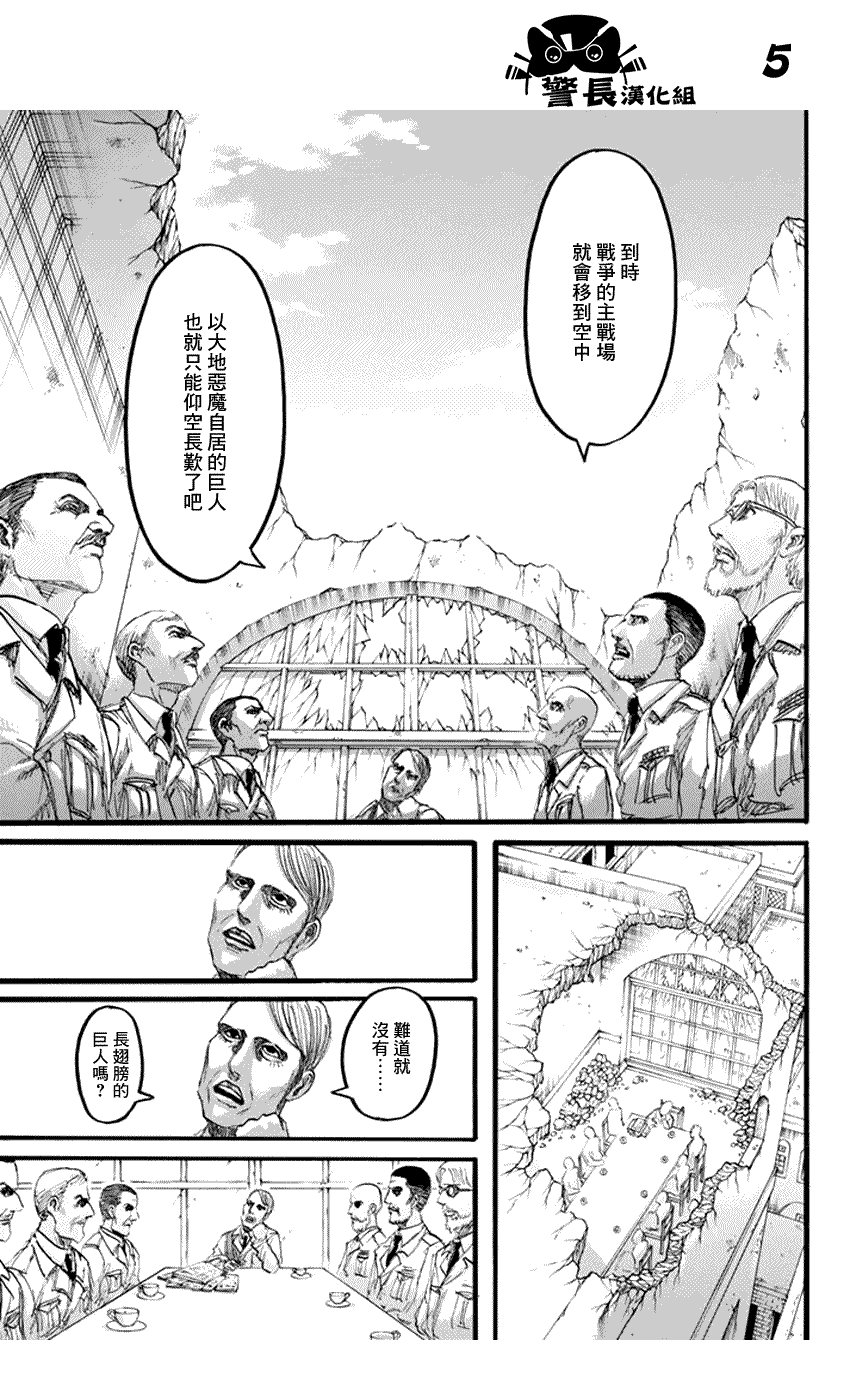 警長漢化組
5
到時
戰爭的主戰場
就會移到空中
以大地惡魔自居的巨人
也就只能仰空長歎了吧
難道就
沒有……
長翅膀的
巨人嗎?